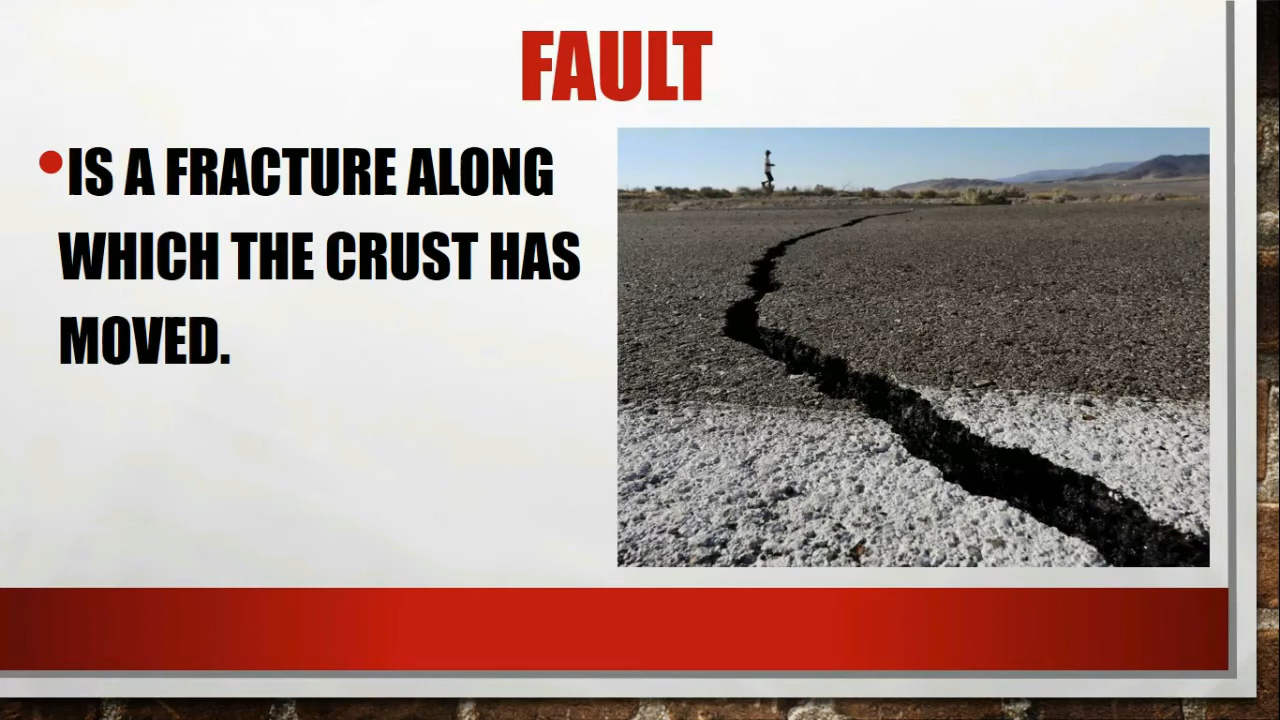 FAULT
•IS A FRACTURE ALONG
WHICH THE CRUST HAS
MOVED.